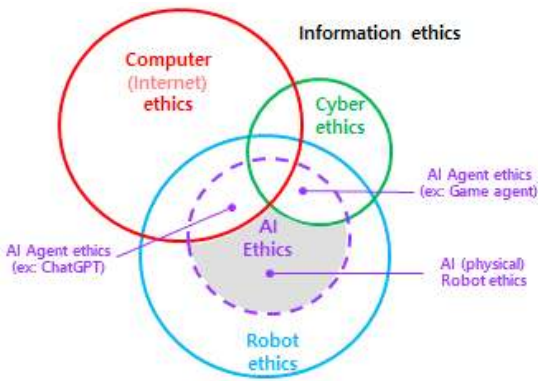 Information ethics
Computer
(Internet)
ethics
Cyber
ethics
AI Agent ethics
(ex: Game agent)
AI
Ethics
AI Agent ethics
(ex: ChatGPT)
AI (physical)
Robot ethics
Robot
ethics